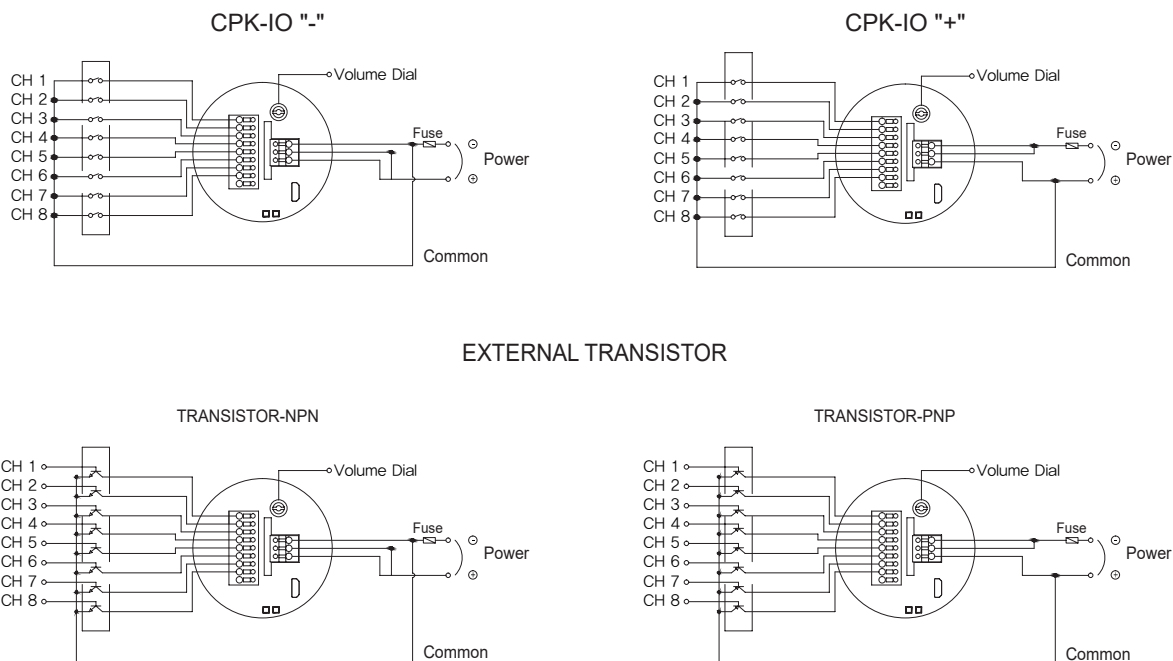 CPK-IO "-"
Volume Dial
CH 1
CH 2
CH 3
CH 4
CH 5
CH 6
CH 7
CH 8
Fuse
Power
Common
CPK-IO "+"
Volume Dial
CH 1
CH 2
CH 3
CH 4
CH 5
CH 6
CH 7
CH 8
Fuse
Power
Common
EXTERNAL TRANSISTOR
TRANSISTOR-NPN
Volume Dial
CH 1
CH 2
CH 3
CH 4
CH 5
CH 6
CH 7
CH 8
Fuse
Power
Common
TRANSISTOR-PNP
Volume Dial
CH 1
CH 2
CH 3
CH 4
CH 5
CH 6
CH 7
CH 8
Fuse
Power
Common